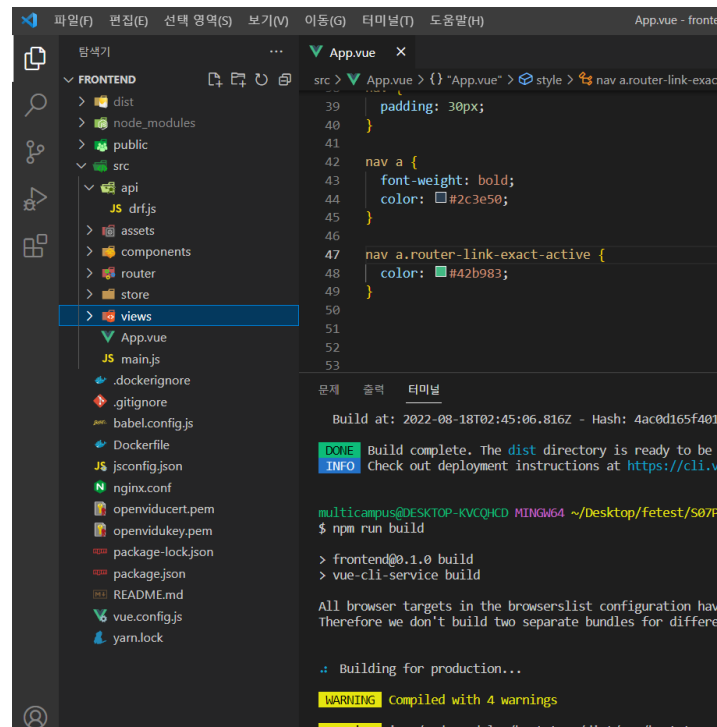 파일(F) 편집(E) 선택 영역(S) 보기(V) 이동(G) 터미널(T) 도움말(H) App.vue - fronte
탐색기 ···
FRONTEND
dist
node_modules
public
src
api
JS drf.js
assets
components
router
store
views
App.vue
JS main.js
.dockerignore
.gitignore
babel.config.js
Dockerfile
JS jsconfig.json
N nginx.conf
openviducert.pem
openvidukey.pem
package-lock.json
package.json
README.md
vue.config.js
yarn.lock
App.vue ×
src > App.vue > {} "App.vue" > style > nav a.router-link-exac
39 padding: 30px;
40 }
41
42 nav a {
43 font-weight: bold;
44 color: #2c3e50;
45 }
46
47 nav a.router-link-exact-active {
48 color: #42b983;
49 }
50
51
52
53
문제 출력 터미널
Build at: 2022-08-18T02:45:06.816Z - Hash: 4ac0d165f401
DONE Build complete. The dist directory is ready to be
INFO Check out deployment instructions at https://cli.v
multicampus@DESKTOP-KVCQHCD MINGW64 ~/Desktop/fetest/S07P
$ npm run build
> frontend@0.1.0 build
> vue-cli-service build
All browser targets in the browserslist configuration hav
Therefore we don't build two separate bundles for differe
Building for production...
WARNING Compiled with 4 warnings